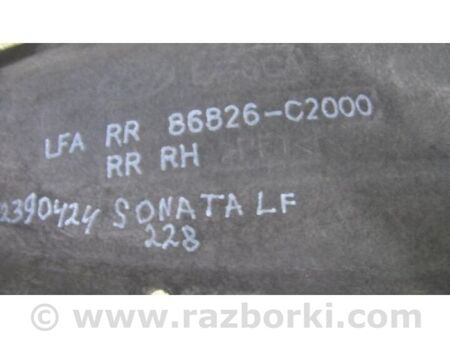 LFA RR 86826-C2000
RR RH
2390424 SONATA LF
228
© www.razborki.com